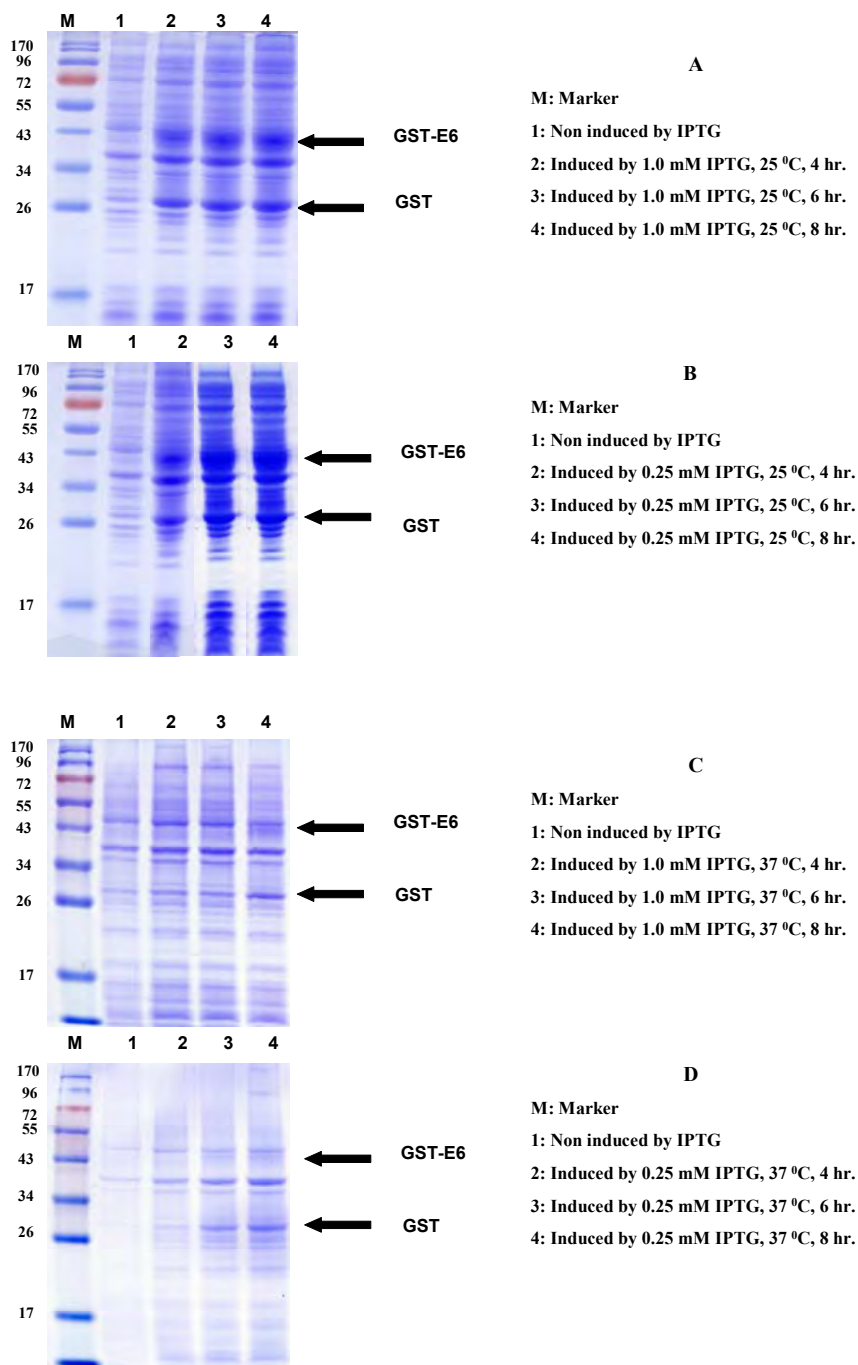 M 1 2 3 4
170
96
72
55
43
34
26
17
GST-E6
GST
A
M: Marker
1: Non induced by IPTG
2: Induced by 1.0 mM IPTG, 25 ⁰C, 4 hr.
3: Induced by 1.0 mM IPTG, 25 ⁰C, 6 hr.
4: Induced by 1.0 mM IPTG, 25 ⁰C, 8 hr.
M 1 2 3 4
170
96
72
55
43
34
26
17
GST-E6
GST
B
M: Marker
1: Non induced by IPTG
2: Induced by 0.25 mM IPTG, 25 ⁰C, 4 hr.
3: Induced by 0.25 mM IPTG, 25 ⁰C, 6 hr.
4: Induced by 0.25 mM IPTG, 25 ⁰C, 8 hr.
M 1 2 3 4
170
96
72
55
43
34
26
17
GST-E6
GST
C
M: Marker
1: Non induced by IPTG
2: Induced by 1.0 mM IPTG, 37 ⁰C, 4 hr.
3: Induced by 1.0 mM IPTG, 37 ⁰C, 6 hr.
4: Induced by 1.0 mM IPTG, 37 ⁰C, 8 hr.
M 1 2 3 4
170
96
72
55
43
34
26
17
GST-E6
GST
D
M: Marker
1: Non induced by IPTG
2: Induced by 0.25 mM IPTG, 37 ⁰C, 4 hr.
3: Induced by 0.25 mM IPTG, 37 ⁰C, 6 hr.
4: Induced by 0.25 mM IPTG, 37 ⁰C, 8 hr.